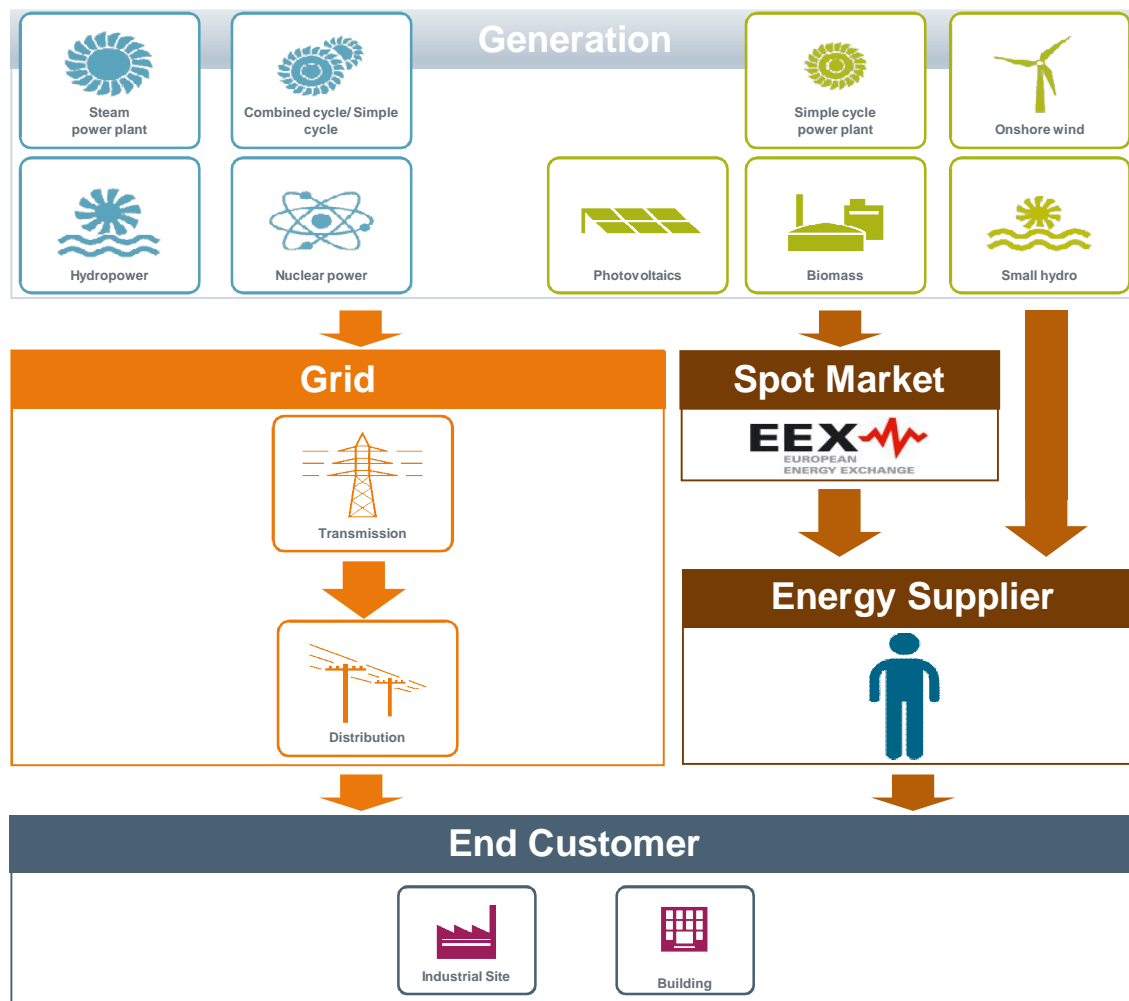 Generation
Steam
power plant
Combined cycle/ Simple
cycle
Simple cycle
power plant
Onshore wind
Hydropower
Nuclear power
Photovoltaics
Biomass
Small hydro
Grid
Spot Market
EEX
EUROPEAN
ENERGY EXCHANGE
Transmission
Energy Supplier
Distribution
End Customer
Industrial Site
Building